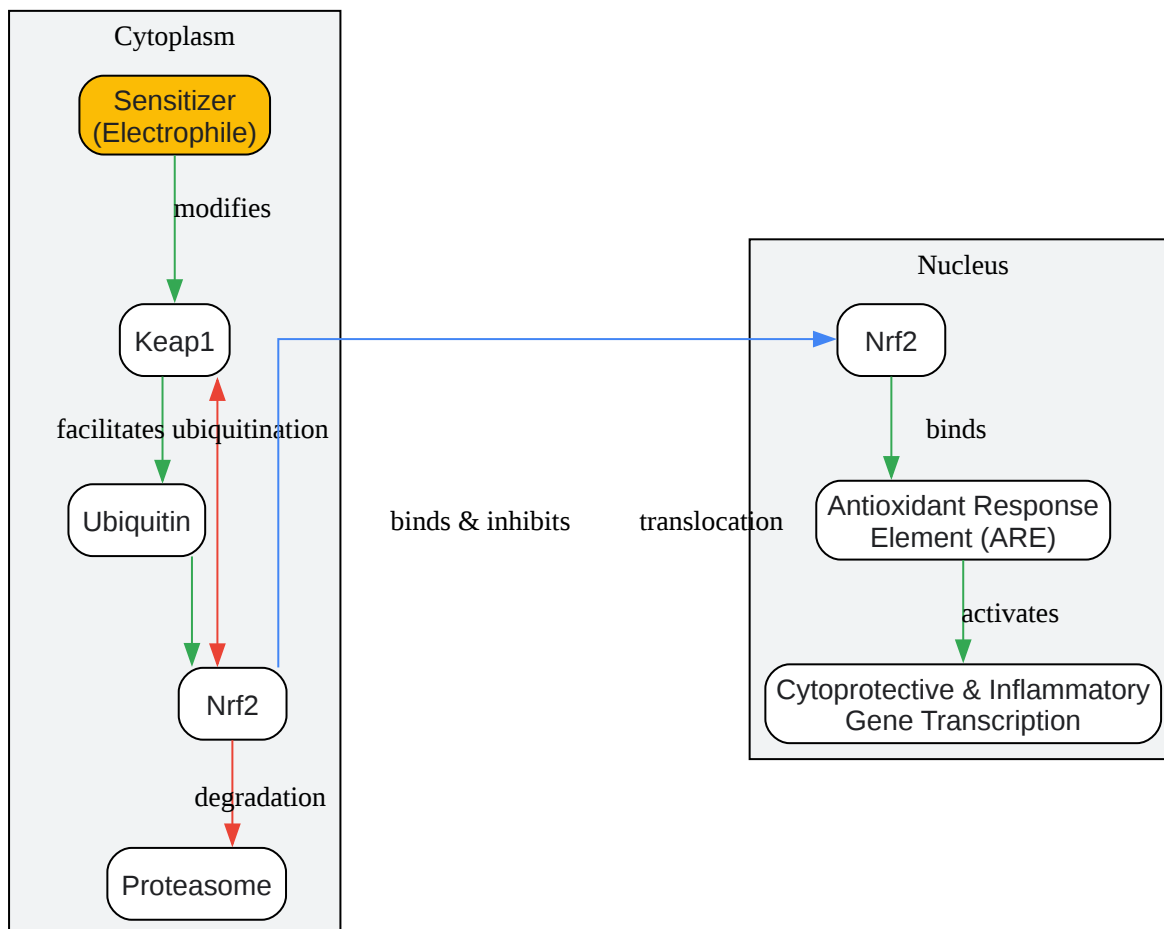 Cytoplasm
Sensitizer
(Electrophile)
modifies
Keap1
facilitates ubiquitination
Ubiquitin
binds & inhibits
translocation
Nrf2
degradation
Proteasome
Nucleus
Nrf2
binds
Antioxidant Response
Element (ARE)
activates
Cytoprotective & Inflammatory
Gene Transcription